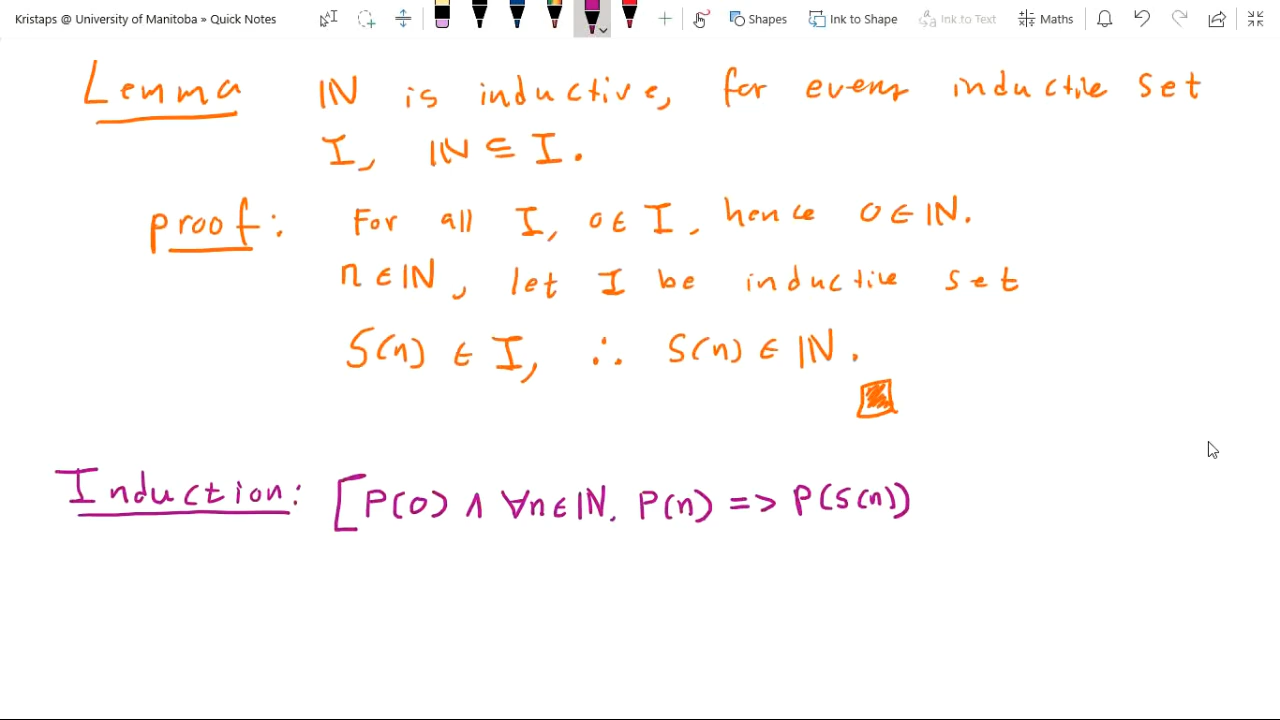 Kristaps @ University of Manitoba » Quick Notes
Shapes
Ink to Shape
Ink to Text
Maths
Lemma ℕ is inductive, for every inductive set
I, ℕ ⊆ I.
proof: For all I, 0 ∈ I, hence 0 ∈ ℕ.
n ∈ ℕ, let I be inductive set
S(n) ∈ I, ∴ S(n) ∈ ℕ.
Induction: [P(0) ∧ ∀n ∈ ℕ. P(n) => P(S(n))